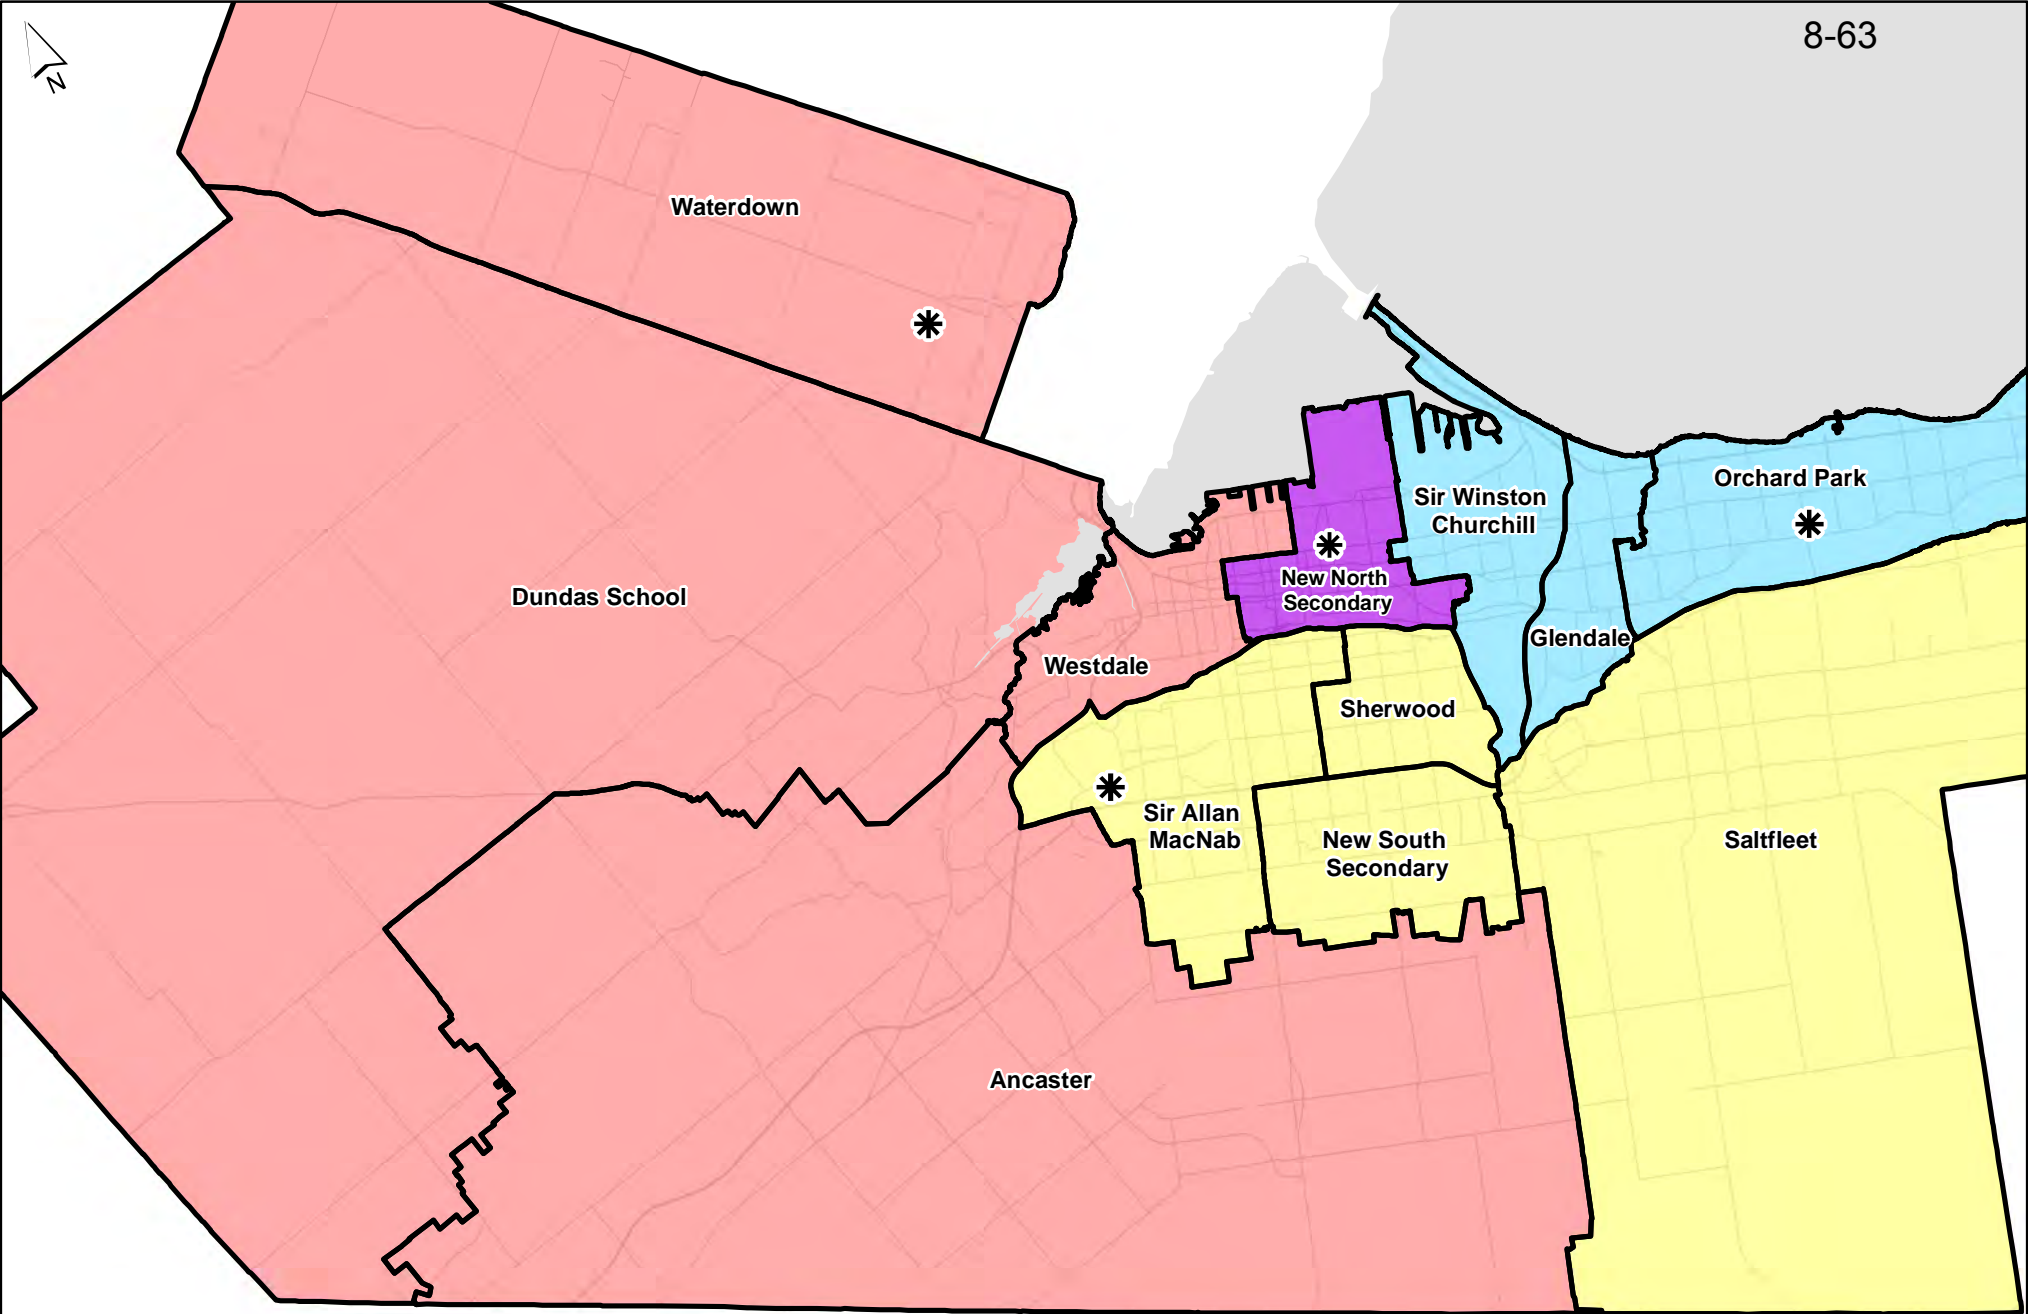 8-63
N
Waterdown
Orchard Park
Sir Winston
Churchill
New North
Secondary
Dundas School
Glendale
Westdale
Sherwood
Sir Allan
MacNab
New South
Secondary
Saltfleet
Ancaster